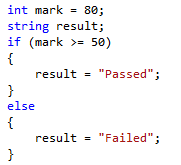 int mark = 80;
string result;
if (mark >= 50)
{
    result = "Passed";
}
else
{
    result = "Failed";
}